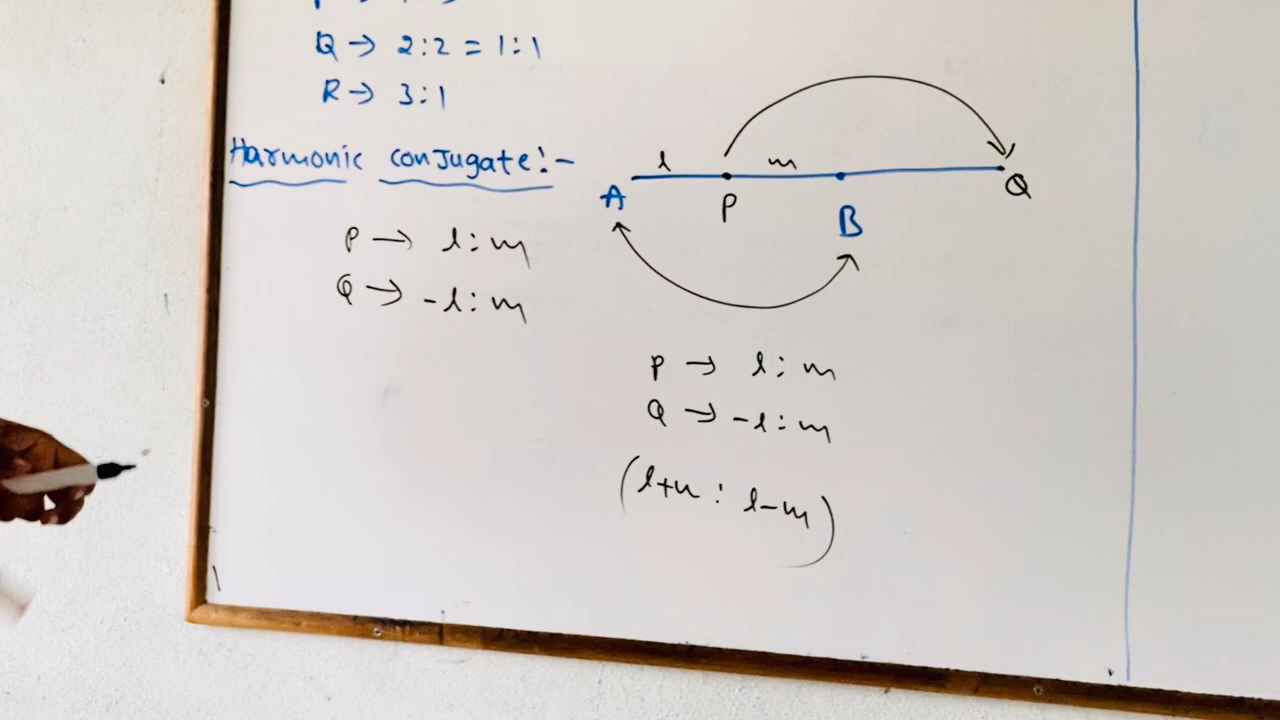 Q → 2:2 = 1:1
R → 3:1
Harmonic conjugate:-
P → l:m
Q → -l:m
l m
A P B Q
P → l:m
Q → -l:m
(l+m : l-m)